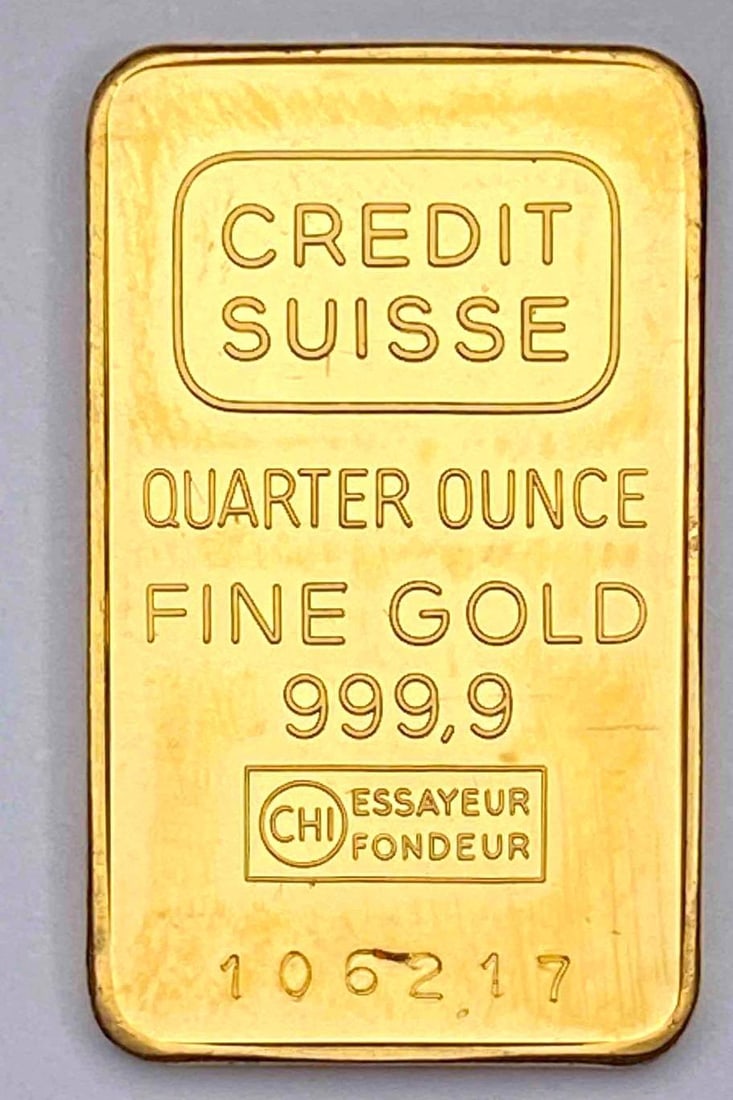 CREDIT
SUISSE
QUARTER OUNCE
FINE GOLD
999,9
CHI ESSAYEUR
FONDEUR
106217